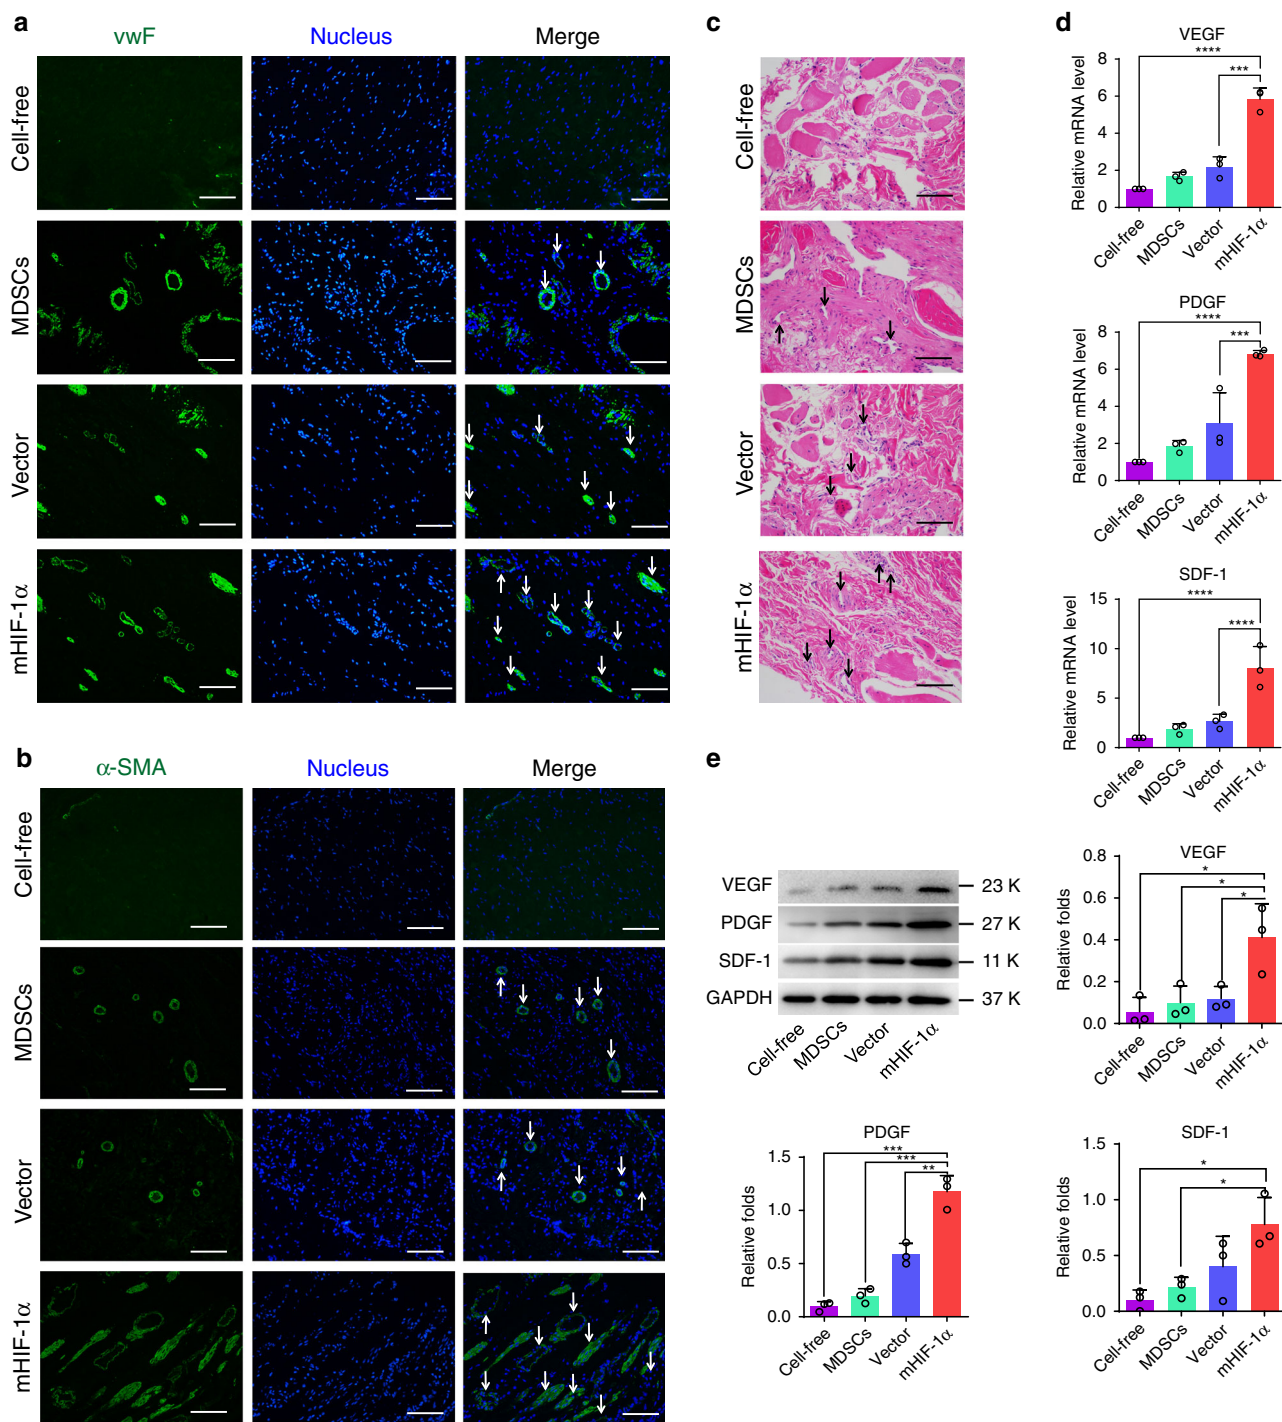 a
vwF
Nucleus
Merge
Cell-free
MDSCs
Vector
mHIF-1α
b
α-SMA
Nucleus
Merge
Cell-free
MDSCs
Vector
mHIF-1α
c
Cell-free
MDSCs
Vector
mHIF-1α
d
VEGF
****
***
Relative mRNA level
8
6
4
2
0
Cell-free
MDSCs
Vector
mHIF-1α
PDGF
****
***
Relative mRNA level
8
6
4
2
0
Cell-free
MDSCs
Vector
mHIF-1α
SDF-1
****
****
Relative mRNA level
15
10
5
0
Cell-free
MDSCs
Vector
mHIF-1α
e
VEGF
23 K
PDGF
27 K
SDF-1
11 K
GAPDH
37 K
Cell-free
MDSCs
Vector
mHIF-1α
VEGF
*
*
*
Relative folds
0.8
0.6
0.4
0.2
0.0
Cell-free
MDSCs
Vector
mHIF-1α
PDGF
***
***
**
Relative folds
1.5
1.0
0.5
0.0
Cell-free
MDSCs
Vector
mHIF-1α
SDF-1
*
*
Relative folds
1.5
1.0
0.5
0.0
Cell-free
MDSCs
Vector
mHIF-1α